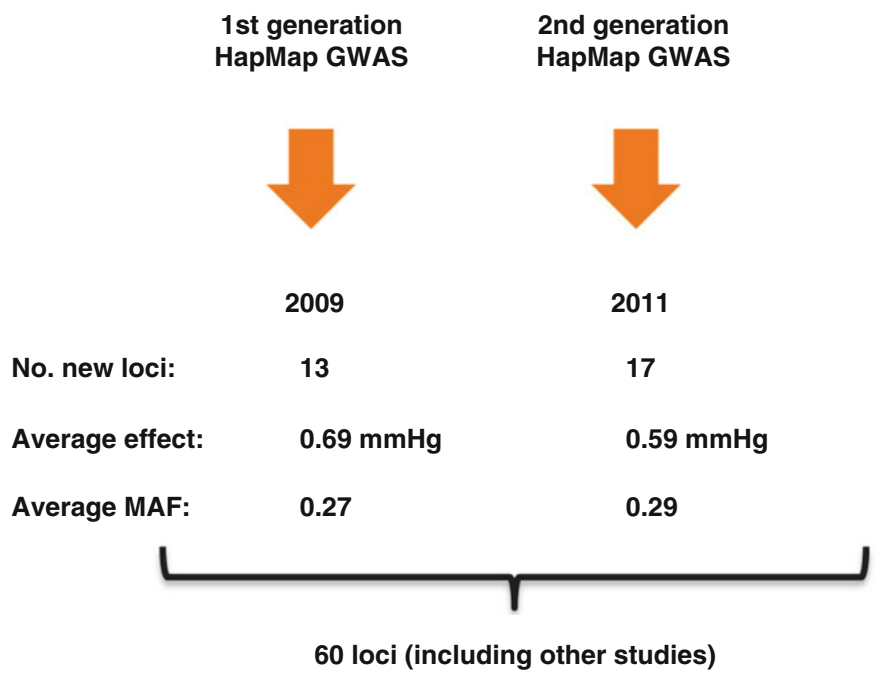 1st generation 2nd generation
HapMap GWAS HapMap GWAS
2009 2011
No. new loci: 13 17
Average effect: 0.69 mmHg 0.59 mmHg
Average MAF: 0.27 0.29
60 loci (including other studies)